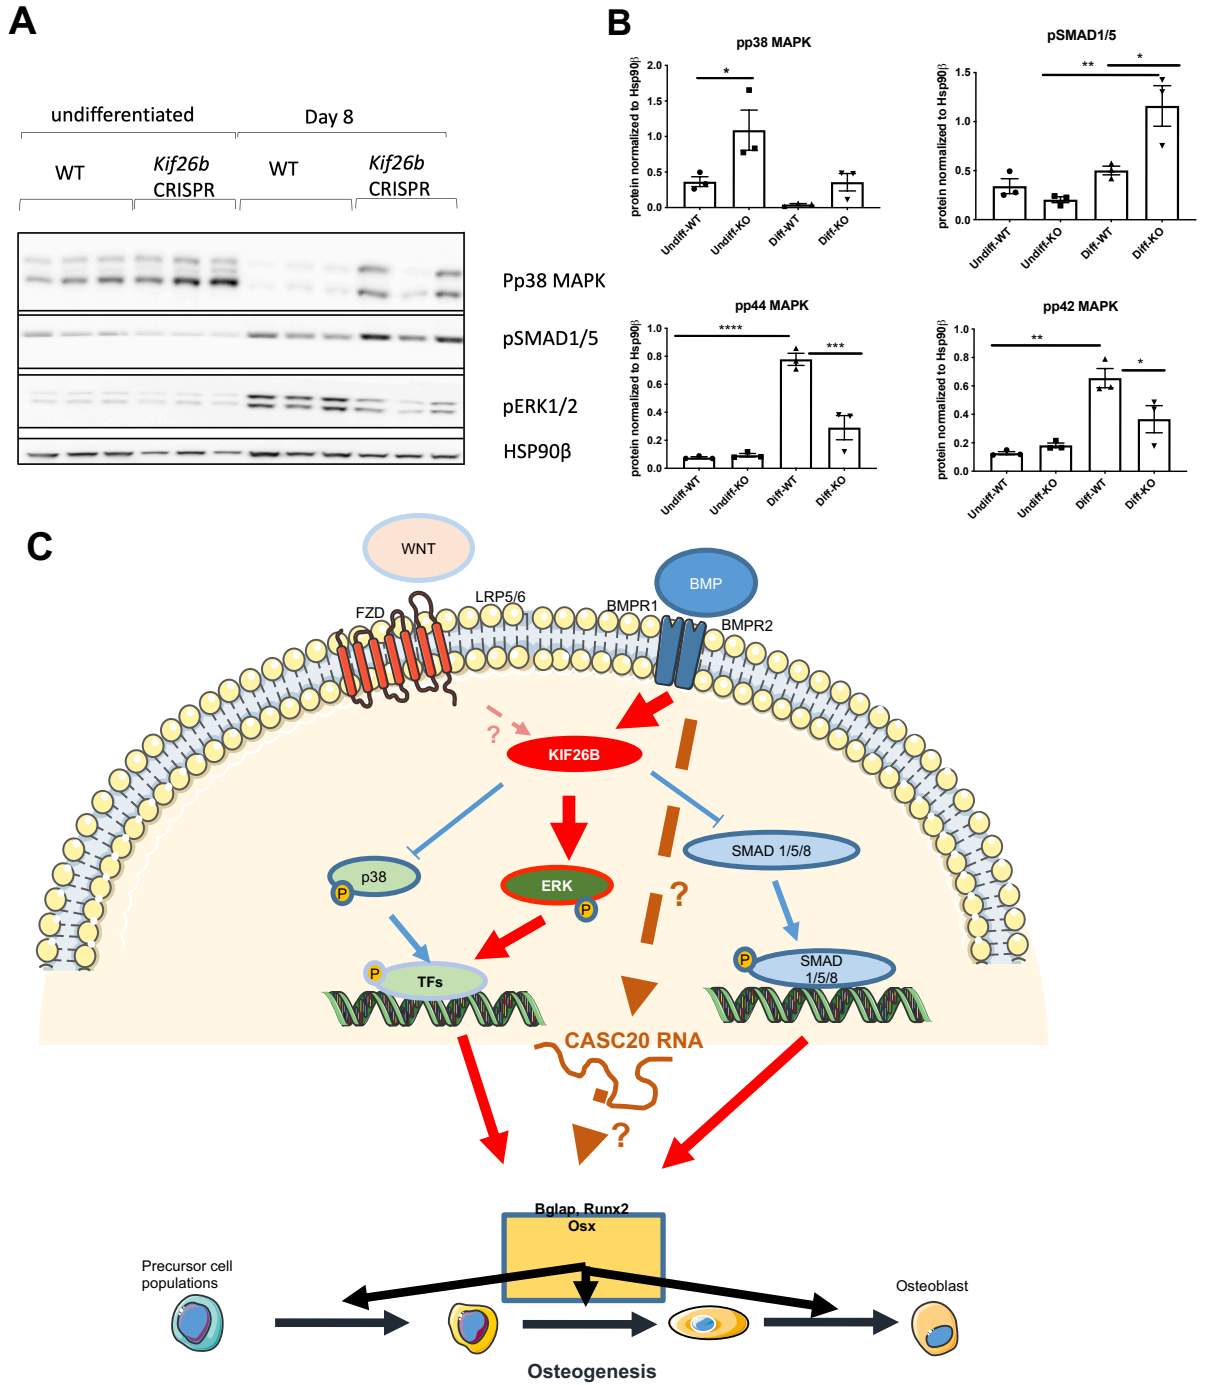 A
undifferentiated
Day 8
WT
Kif26b
CRISPR
WT
Kif26b
CRISPR
Pp38 MAPK
pSMAD1/5
pERK1/2
HSP90β
B
pp38 MAPK
protein normalized to Hsp90β
2.0
1.5
1.0
0.5
0.0
*
Undiff-WT
Undiff-KO
Diff-WT
Diff-KO
pSMAD1/5
protein normalized to Hsp90β
1.5
1.0
0.5
0.0
**
*
Undiff-WT
Undiff-KO
Diff-WT
Diff-KO
pp44 MAPK
protein normalized to Hsp90β
1.0
0.8
0.6
0.4
0.2
0.0
****
***
Undiff-WT
Undiff-KO
Diff-WT
Diff-KO
pp42 MAPK
protein normalized to Hsp90β
1.0
0.8
0.6
0.4
0.2
0.0
**
*
Undiff-WT
Undiff-KO
Diff-WT
Diff-KO
C
WNT
BMP
FZD
LRP5/6
BMPR1
BMPR2
?
KIF26B
SMAD 1/5/8
p38
P
ERK
P
?
P
TFs
P
SMAD
1/5/8
CASC20 RNA
?
Bglap, Runx2
Osx
Precursor cell
populations
Osteoblast
Osteogenesis